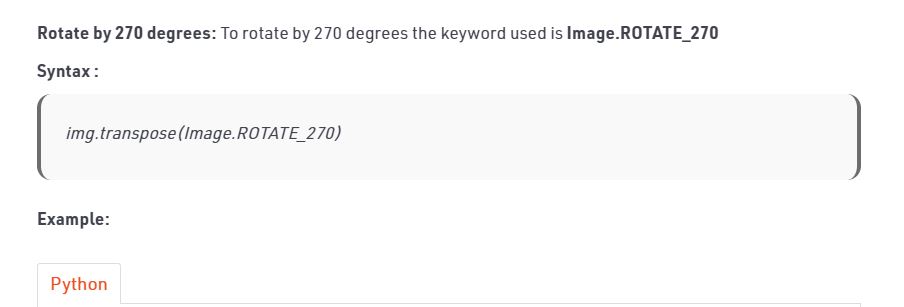 Rotate by 270 degrees: To rotate by 270 degrees the keyword used is Image.ROTATE_270
Syntax :
img.transpose(Image.ROTATE_270)
Example:
Python